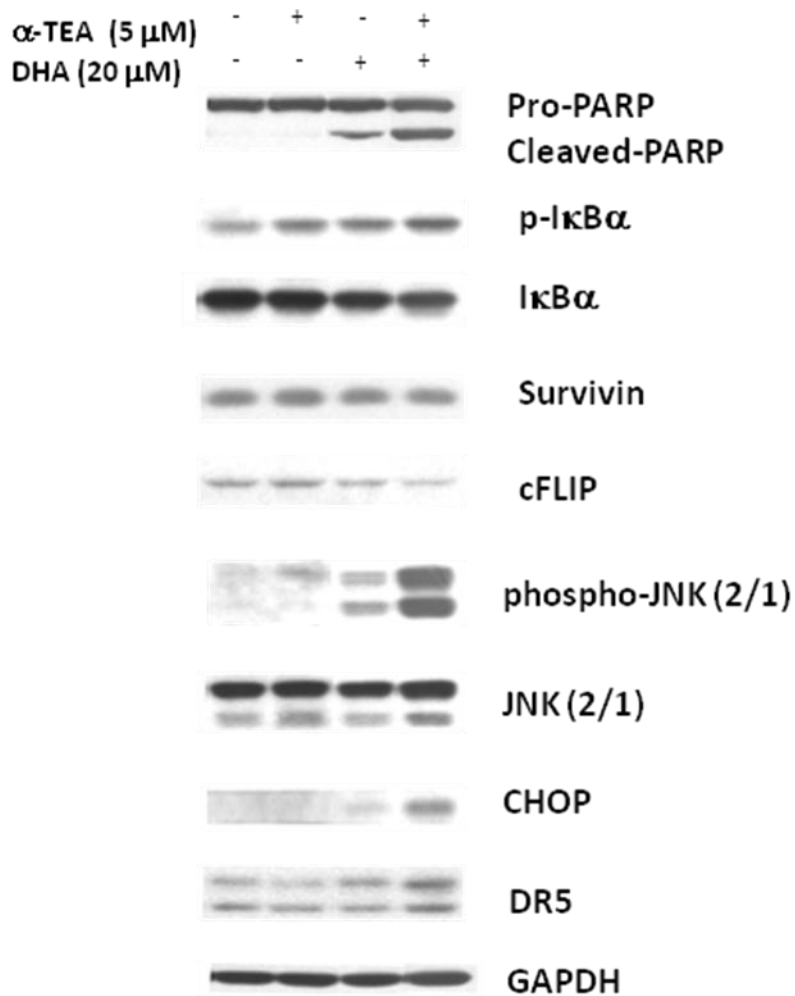 α-TEA (5 µM) - + - +
DHA (20 µM) - - + +
Pro-PARP
Cleaved-PARP
p-IκBα
IκBα
Survivin
cFLIP
phospho-JNK (2/1)
JNK (2/1)
CHOP
DR5
GAPDH